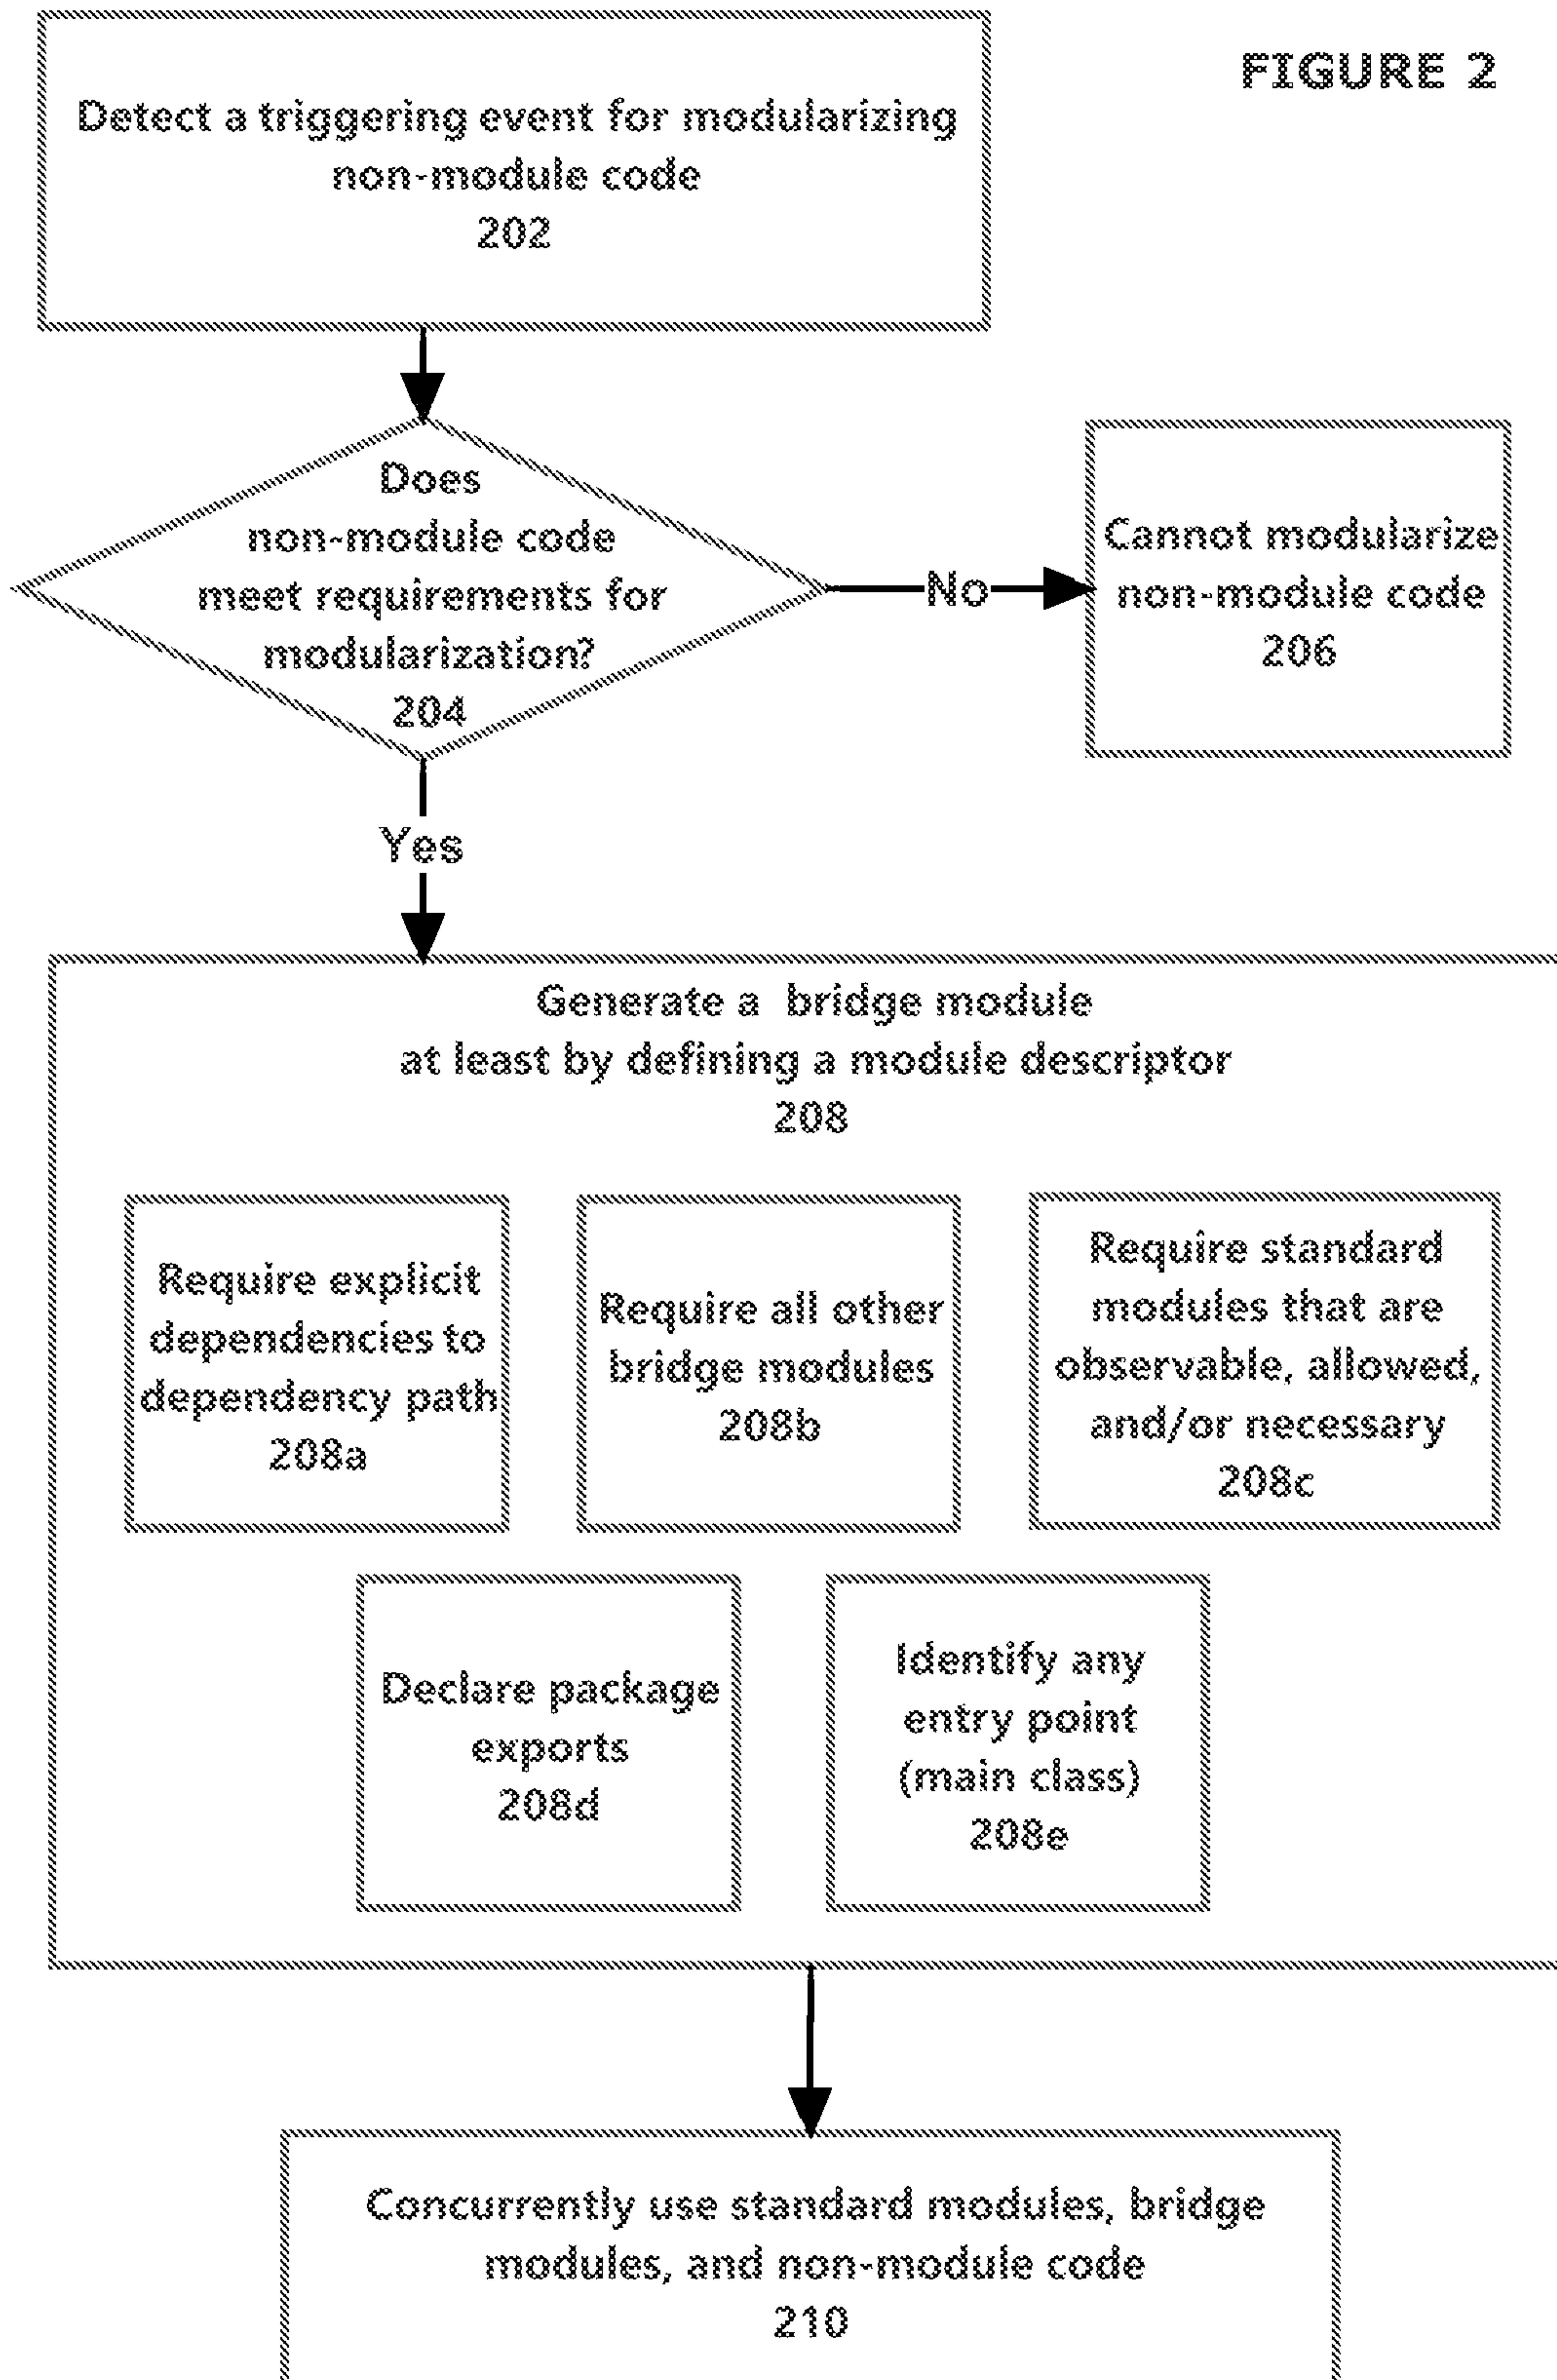 FIGURE 2
Detect a triggering event for modularizing
non-module code
202
Does
non-module code
meet requirements for
modularization?
204
No
Cannot modularize
non-module code
206
Yes
Generate a bridge module
at least by defining a module descriptor
208
Require explicit
dependencies to
dependency path
208a
Require all other
bridge modules
208b
Require standard
modules that are
observable, allowed,
and/or necessary
208c
Declare package
exports
208d
Identify any
entry point
(main class)
208e
Concurrently use standard modules, bridge
modules, and non-module code
210